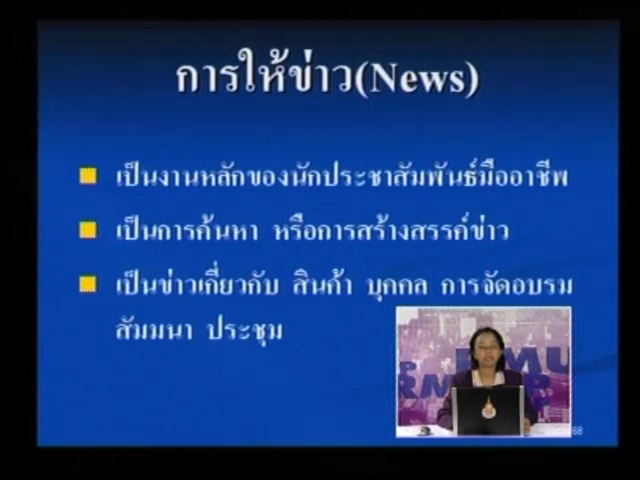 การให้ข่าว(News)
เป็นงานหลักของนักประชาสัมพันธ์มืออาชีพ
เป็นการค้นหา หรือการสร้างสรรค์ข่าว
เป็นข่าวเกี่ยวกับ สินค้า บุคคล การจัดอบรม
สัมมนา ประชุม
68